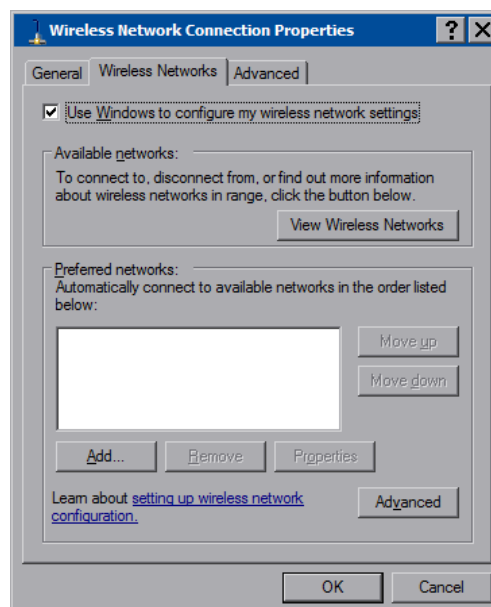 Wireless Network Connection Properties
? X
General Wireless Networks Advanced
Use Windows to configure my wireless network settings
Available networks:
To connect to, disconnect from, or find out more information
about wireless networks in range, click the button below.
View Wireless Networks
Preferred networks:
Automatically connect to available networks in the order listed
below:
Move up
Move down
Add... Remove Properties
Learn about setting up wireless network
configuration.
Advanced
OK Cancel